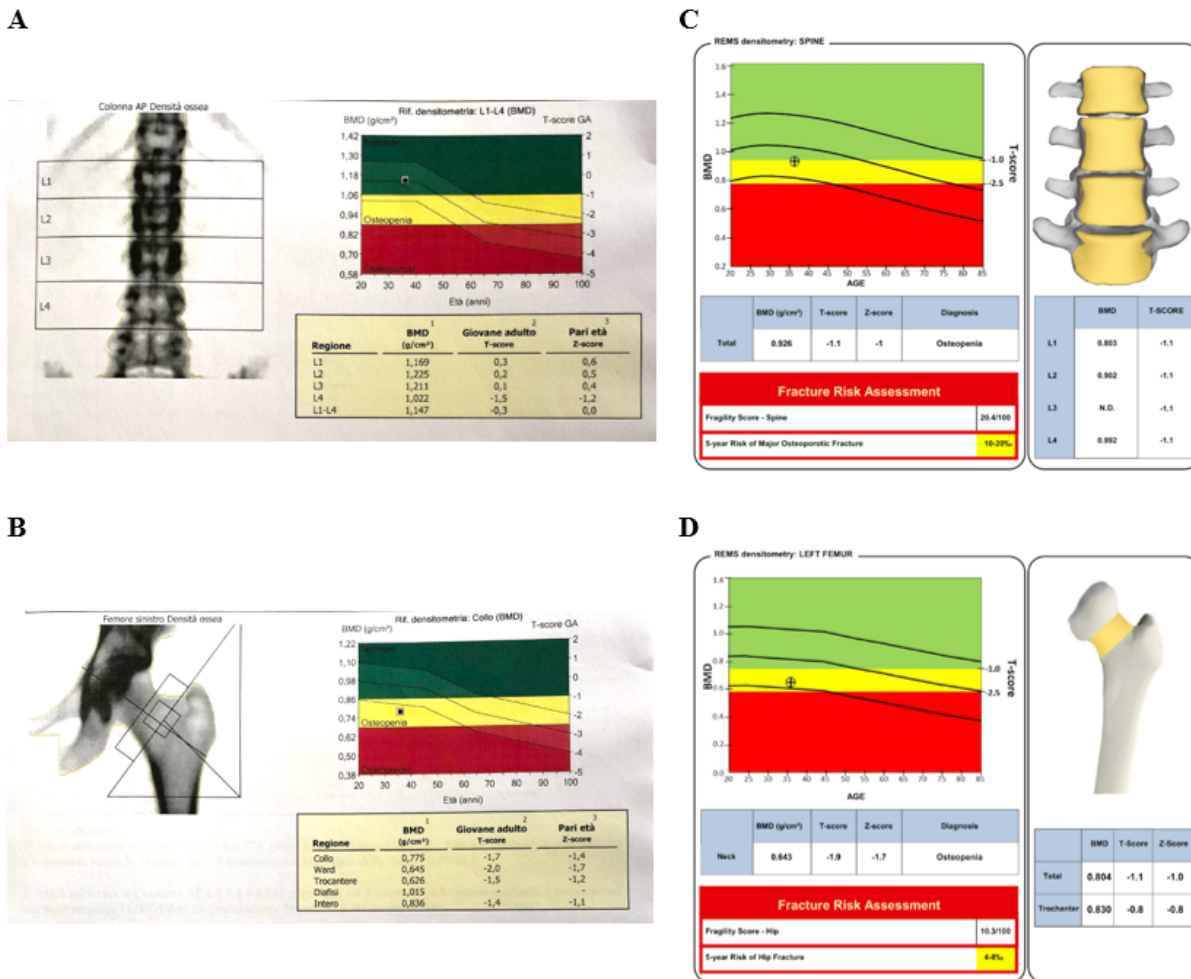 A
Colonna AP Densità ossea
L1
L2
L3
L4
Rif. densitometria: L1-L4 (BMD)
BMD (g/cm²) T-score GA
1,42 2
1,30 1
1,18 0
1,06 -1
0,94 -2
0,82 -3
0,70 -4
0,58 -5
Osteopenia
Osteoporosi
20 30 40 50 60 70 80 90 100
Età (anni)
1 2 3
BMD Giovane adulto Pari età
Regione (g/cm²) T-score Z-score
L1 1,169 0,3 0,6
L2 1,225 0,2 0,5
L3 1,211 0,1 0,4
L4 1,022 -1,5 -1,2
L1-L4 1,147 -0,3 0,0
B
Femore sinistro Densità ossea
Rif. densitometria: Collo (BMD)
BMD (g/cm²) T-score GA
1,22 2
1,10 1
0,98 0
0,86 -1
0,74 -2
0,62 -3
0,50 -4
0,38 -5
Osteopenia
Osteoporosi
20 30 40 50 60 70 80 90 100
Età (anni)
1 2 3
BMD Giovane adulto Pari età
Regione (g/cm²) T-score Z-score
Collo 0,775 -1,7 -1,4
Ward 0,645 -2,0 -1,7
Trocantere 0,626 -1,5 -1,2
Diafisi 1,015 - -
Intero 0,836 -1,4 -1,1
C
REMS densitometry: SPINE
BMD
1.6
1.4
1.2
1.0
0.8
0.6
0.4
0.2
-1.0
-2.5
T-score
20 25 30 35 40 45 50 55 60 65 70 75 80 85
AGE
BMD (g/cm²) T-score Z-score Diagnosis
Total 0.926 -1.1 -1 Osteopenia
Fracture Risk Assessment
Fragility Score - Spine 20.4/100
5-year Risk of Major Osteoporotic Fracture 10-20‰
BMD T-SCORE
L1 0.803 -1.1
L2 0.902 -1.1
L3 N.D. -1.1
L4 0.992 -1.1
D
REMS densitometry: LEFT FEMUR
BMD
1.4
1.2
1.0
0.8
0.6
0.4
0.2
0.0
-1.0
-2.5
T-score
20 25 30 35 40 45 50 55 60 65 70 75 80 85
AGE
BMD (g/cm²) T-score Z-score Diagnosis
Neck 0.643 -1.9 -1.7 Osteopenia
Fracture Risk Assessment
Fragility Score - Hip 10.3/100
5-year Risk of Hip Fracture 4-8‰
BMD T-Score Z-Score
Total 0.804 -1.1 -1.0
Trochanter 0.830 -0.8 -0.8